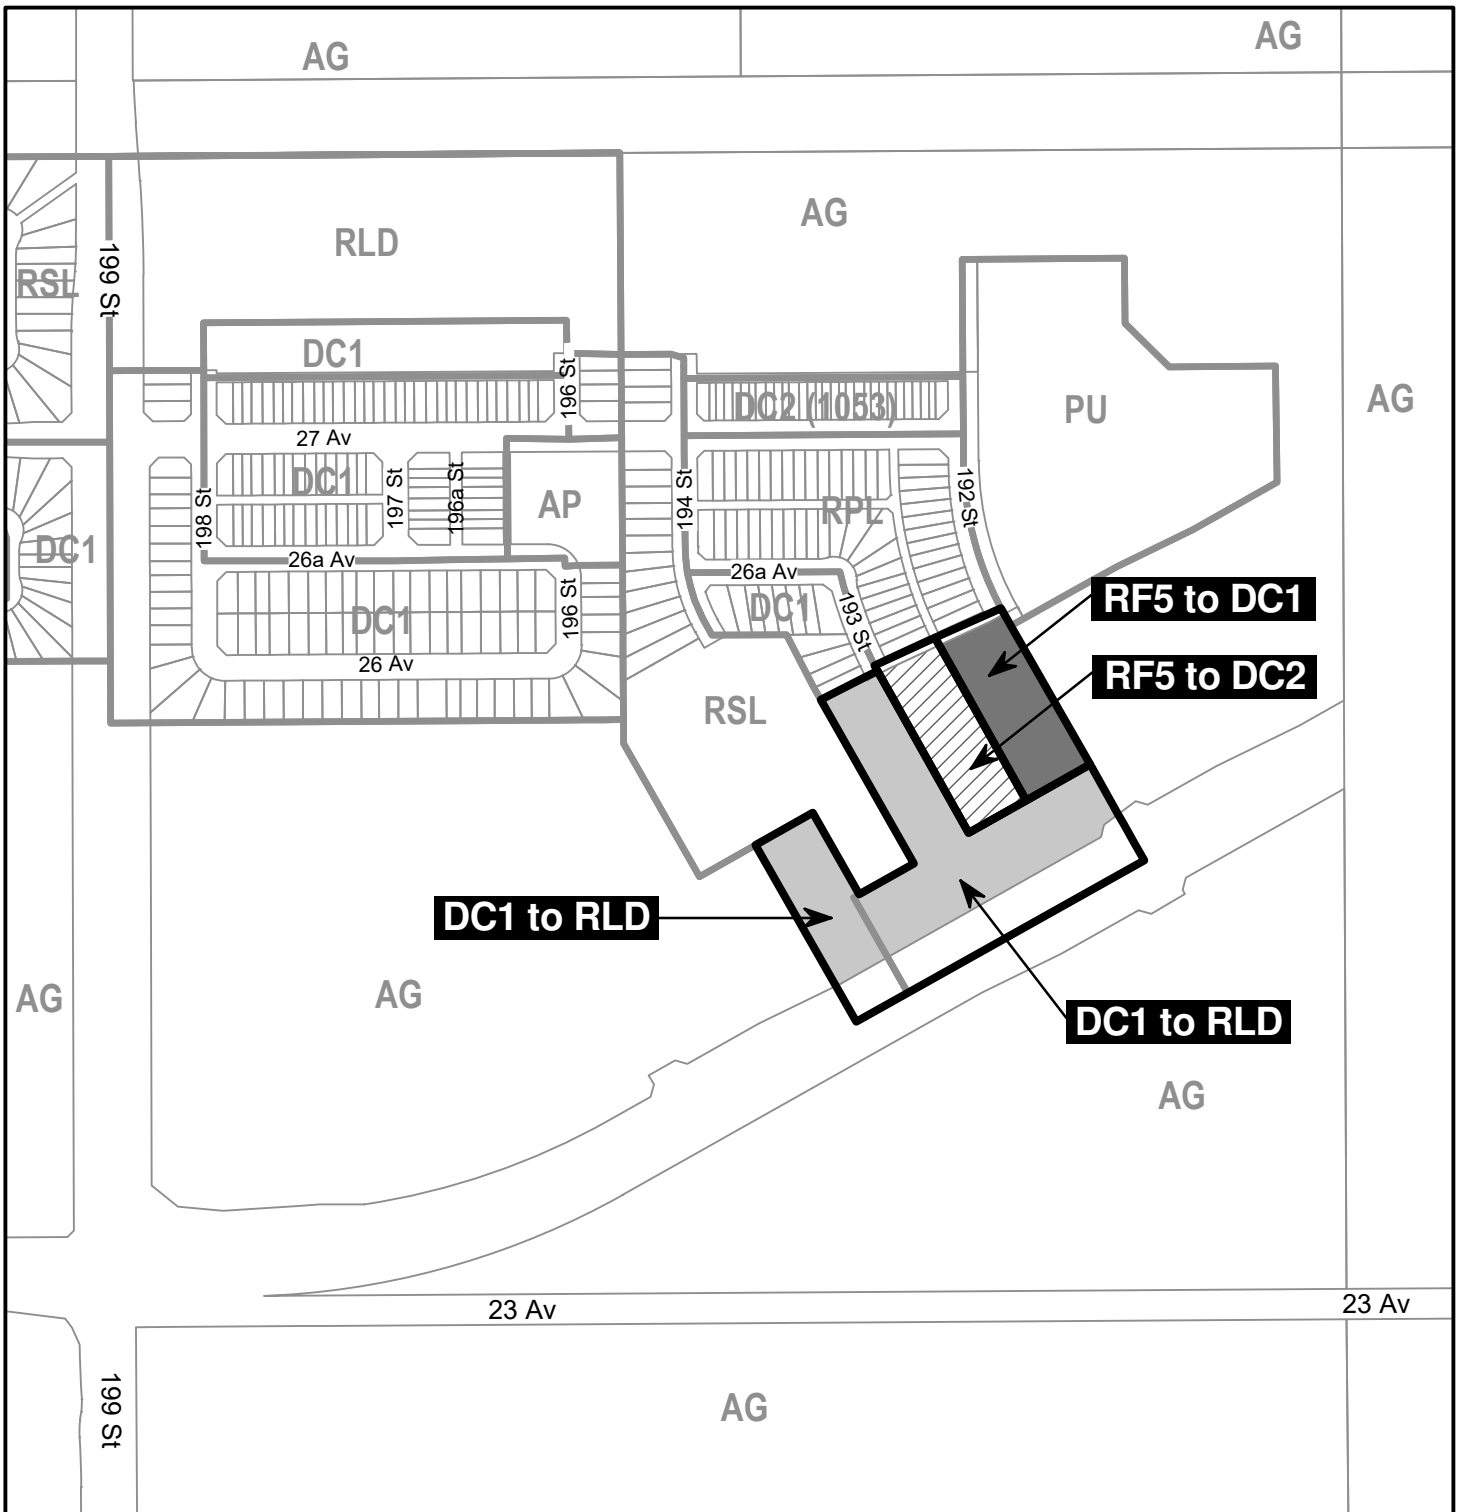 AG
AG
AG
RLD
RSL
199 St
DC1
196 St
DC2 (1053)
PU
AG
27 Av
DC1
197 St
196a St
AP
198 St
194 St
RPL
192 St
DC1
26a Av
26a Av
DC1
196 St
DC1
193 St
RF5 to DC1
26 Av
RF5 to DC2
RSL
DC1 to RLD
AG
AG
DC1 to RLD
AG
23 Av
23 Av
199 St
AG